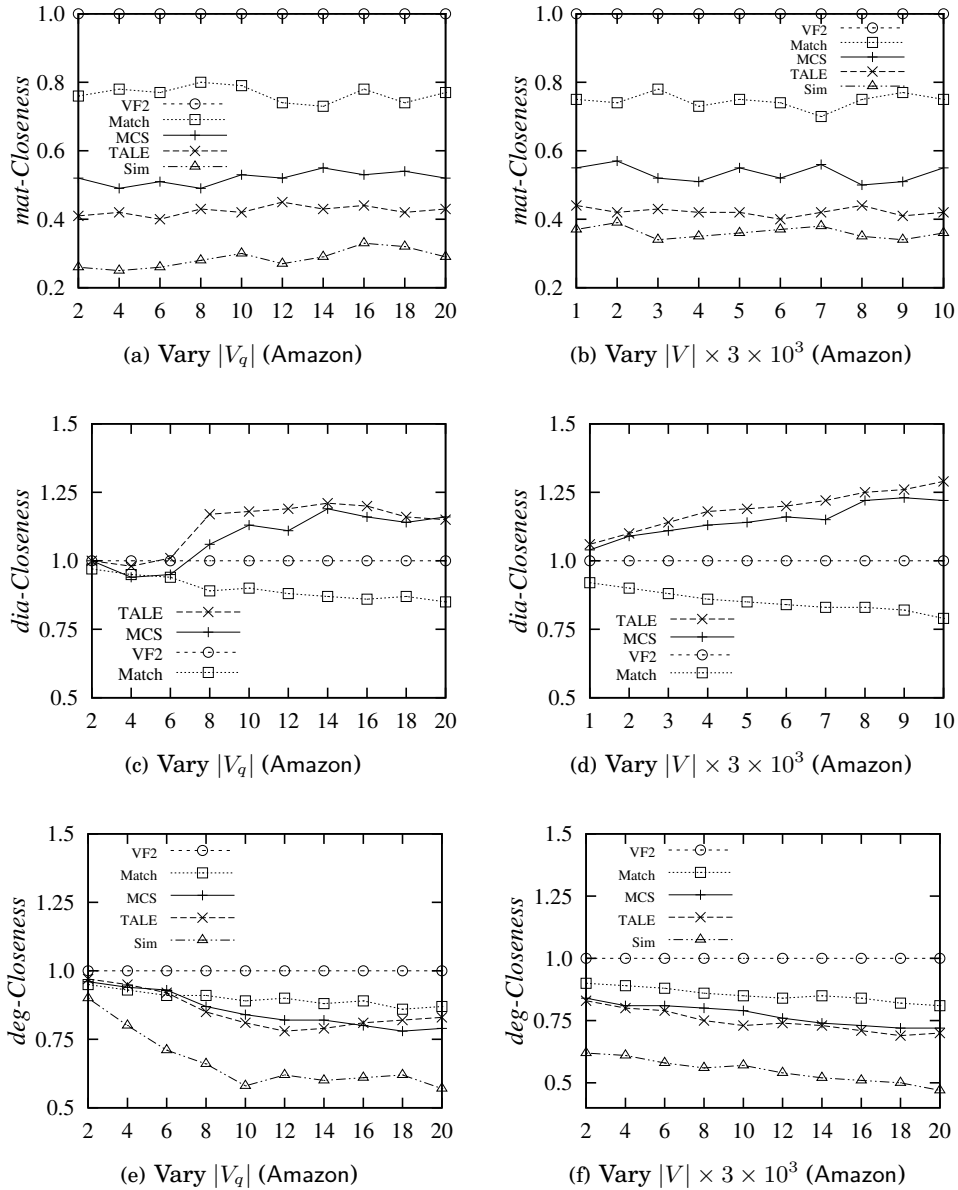 1.0
0.8
0.6
0.4
0.2
mat-Closeness
VF2
Match
MCS
TALE
Sim
2 4 6 8 10 12 14 16 18 20
(a) Vary |V_q| (Amazon)
1.0
0.8
0.6
0.4
0.2
mat-Closeness
VF2
Match
MCS
TALE
Sim
1 2 3 4 5 6 7 8 9 10
(b) Vary |V| × 3 × 10³ (Amazon)
1.5
1.25
1.0
0.75
0.5
dia-Closeness
TALE
MCS
VF2
Match
2 4 6 8 10 12 14 16 18 20
(c) Vary |V_q| (Amazon)
1.5
1.25
1.0
0.75
0.5
dia-Closeness
TALE
MCS
VF2
Match
1 2 3 4 5 6 7 8 9 10
(d) Vary |V| × 3 × 10³ (Amazon)
1.5
1.25
1.0
0.75
0.5
deg-Closeness
VF2
Match
MCS
TALE
Sim
2 4 6 8 10 12 14 16 18 20
(e) Vary |V_q| (Amazon)
1.5
1.25
1.0
0.75
0.5
deg-Closeness
VF2
Match
MCS
TALE
Sim
2 4 6 8 10 12 14 16 18 20
(f) Vary |V| × 3 × 10³ (Amazon)